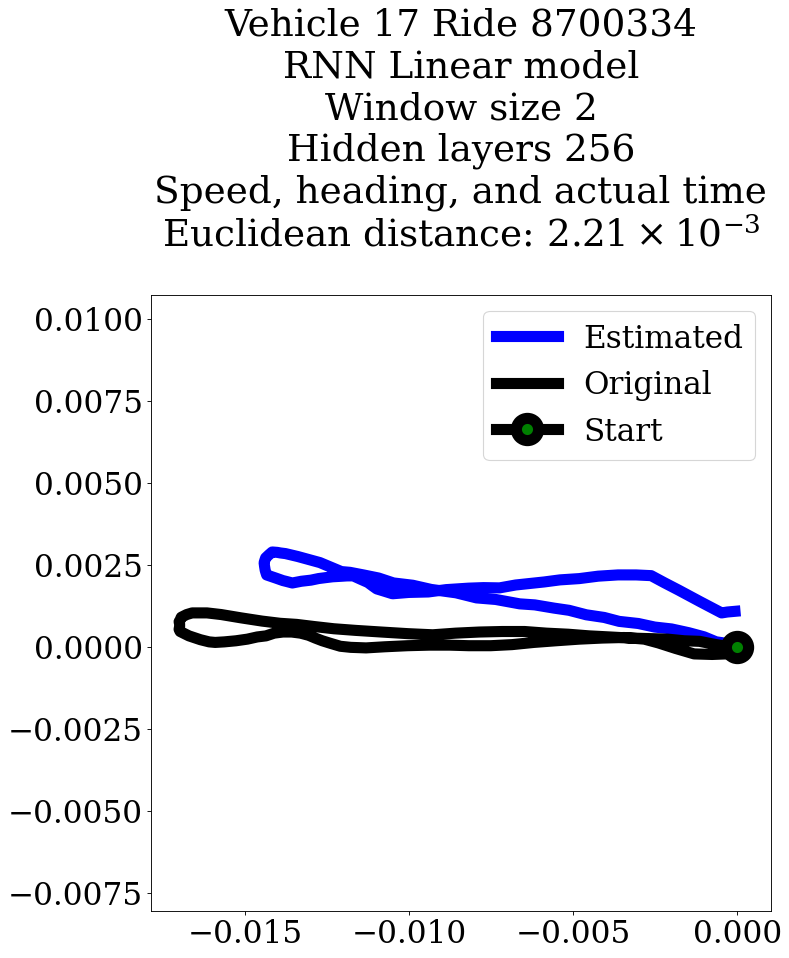 Vehicle 17 Ride 8700334
RNN Linear model
Window size 2
Hidden layers 256
Speed, heading, and actual time
Euclidean distance: 2.21 × 10⁻³
Estimated
Original
Start
0.0100
0.0075
0.0050
0.0025
0.0000
−0.0025
−0.0050
−0.0075
−0.015 −0.010 −0.005 0.000